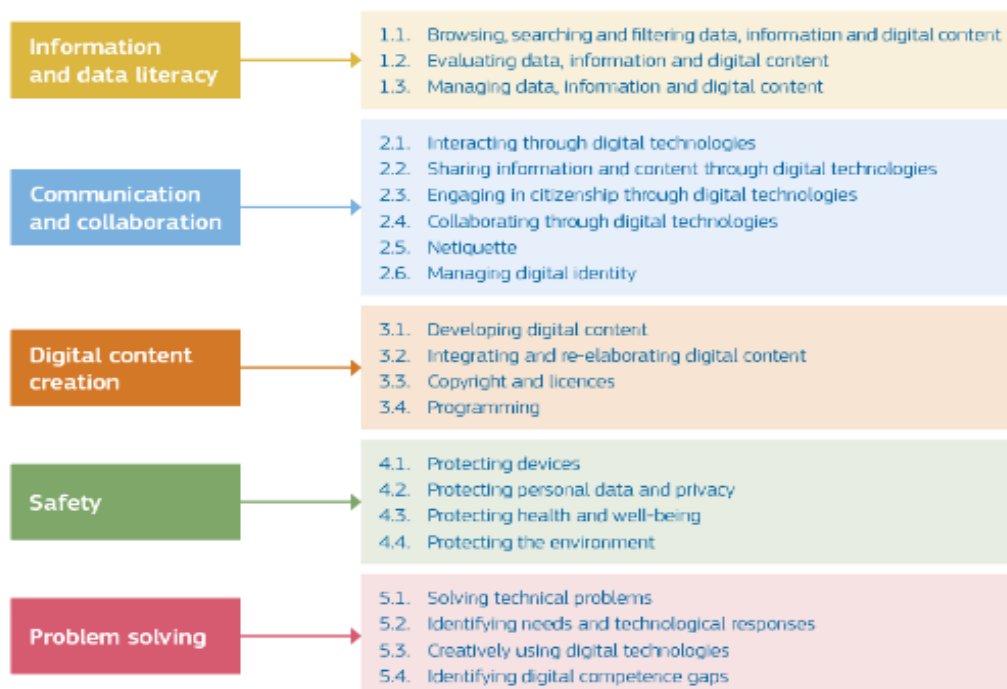 Information
and data literacy
1.1. Browsing, searching and filtering data, information and digital content
1.2. Evaluating data, information and digital content
1.3. Managing data, information and digital content
Communication
and collaboration
2.1. Interacting through digital technologies
2.2. Sharing information and content through digital technologies
2.3. Engaging in citizenship through digital technologies
2.4. Collaborating through digital technologies
2.5. Netiquette
2.6. Managing digital identity
Digital content
creation
3.1. Developing digital content
3.2. Integrating and re-elaborating digital content
3.3. Copyright and licences
3.4. Programming
Safety
4.1. Protecting devices
4.2. Protecting personal data and privacy
4.3. Protecting health and well-being
4.4. Protecting the environment
Problem solving
5.1. Solving technical problems
5.2. Identifying needs and technological responses
5.3. Creatively using digital technologies
5.4. Identifying digital competence gaps